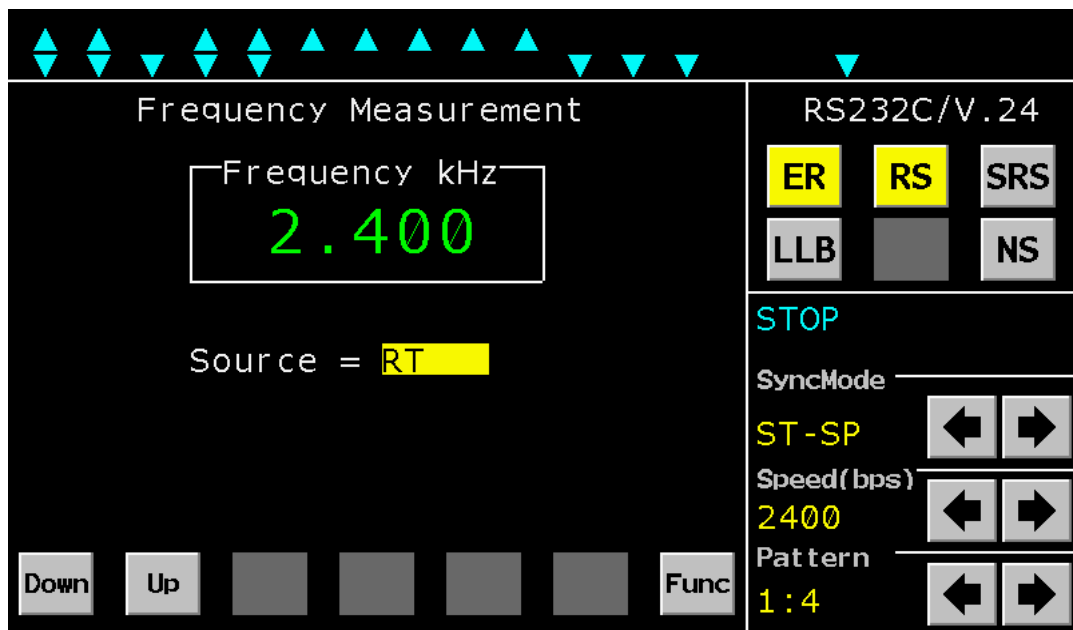 Frequency Measurement
Frequency kHz
2.400
Source = RT
Down Up Func
RS232C/V.24
ER RS SRS
LLB NS
STOP
SyncMode
ST-SP
Speed(bps)
2400
Pattern
1:4